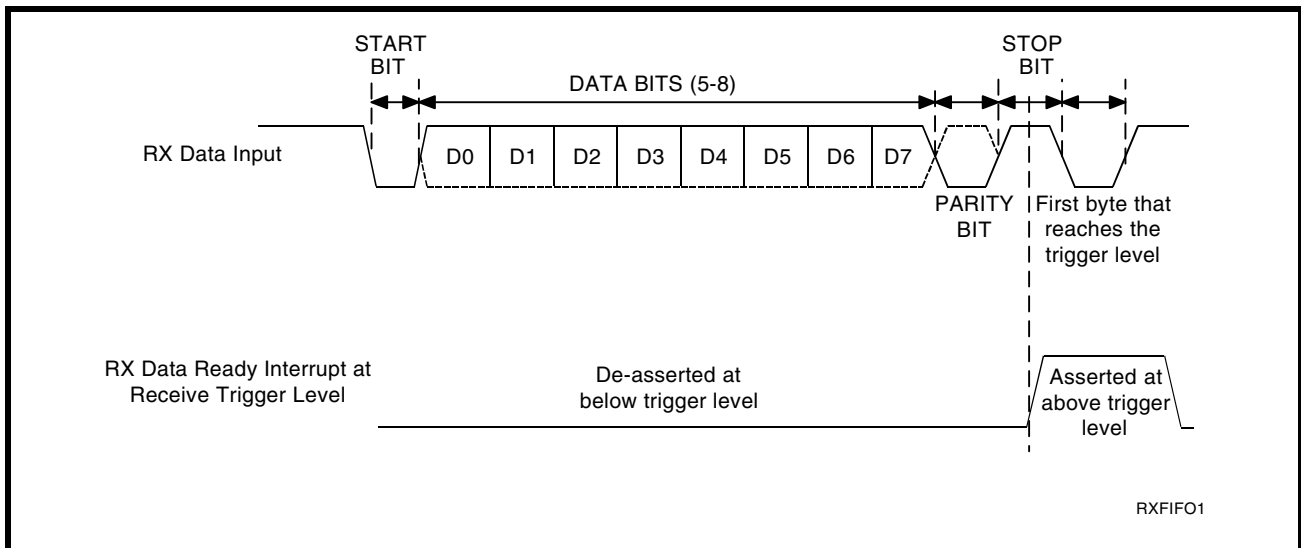 START
BIT
STOP
BIT
DATA BITS (5-8)
RX Data Input
D0 D1 D2 D3 D4 D5 D6 D7
PARITY
BIT
First byte that
reaches the
trigger level
RX Data Ready Interrupt at
Receive Trigger Level
De-asserted at
below trigger level
Asserted at
above trigger
level
RXFIFO1